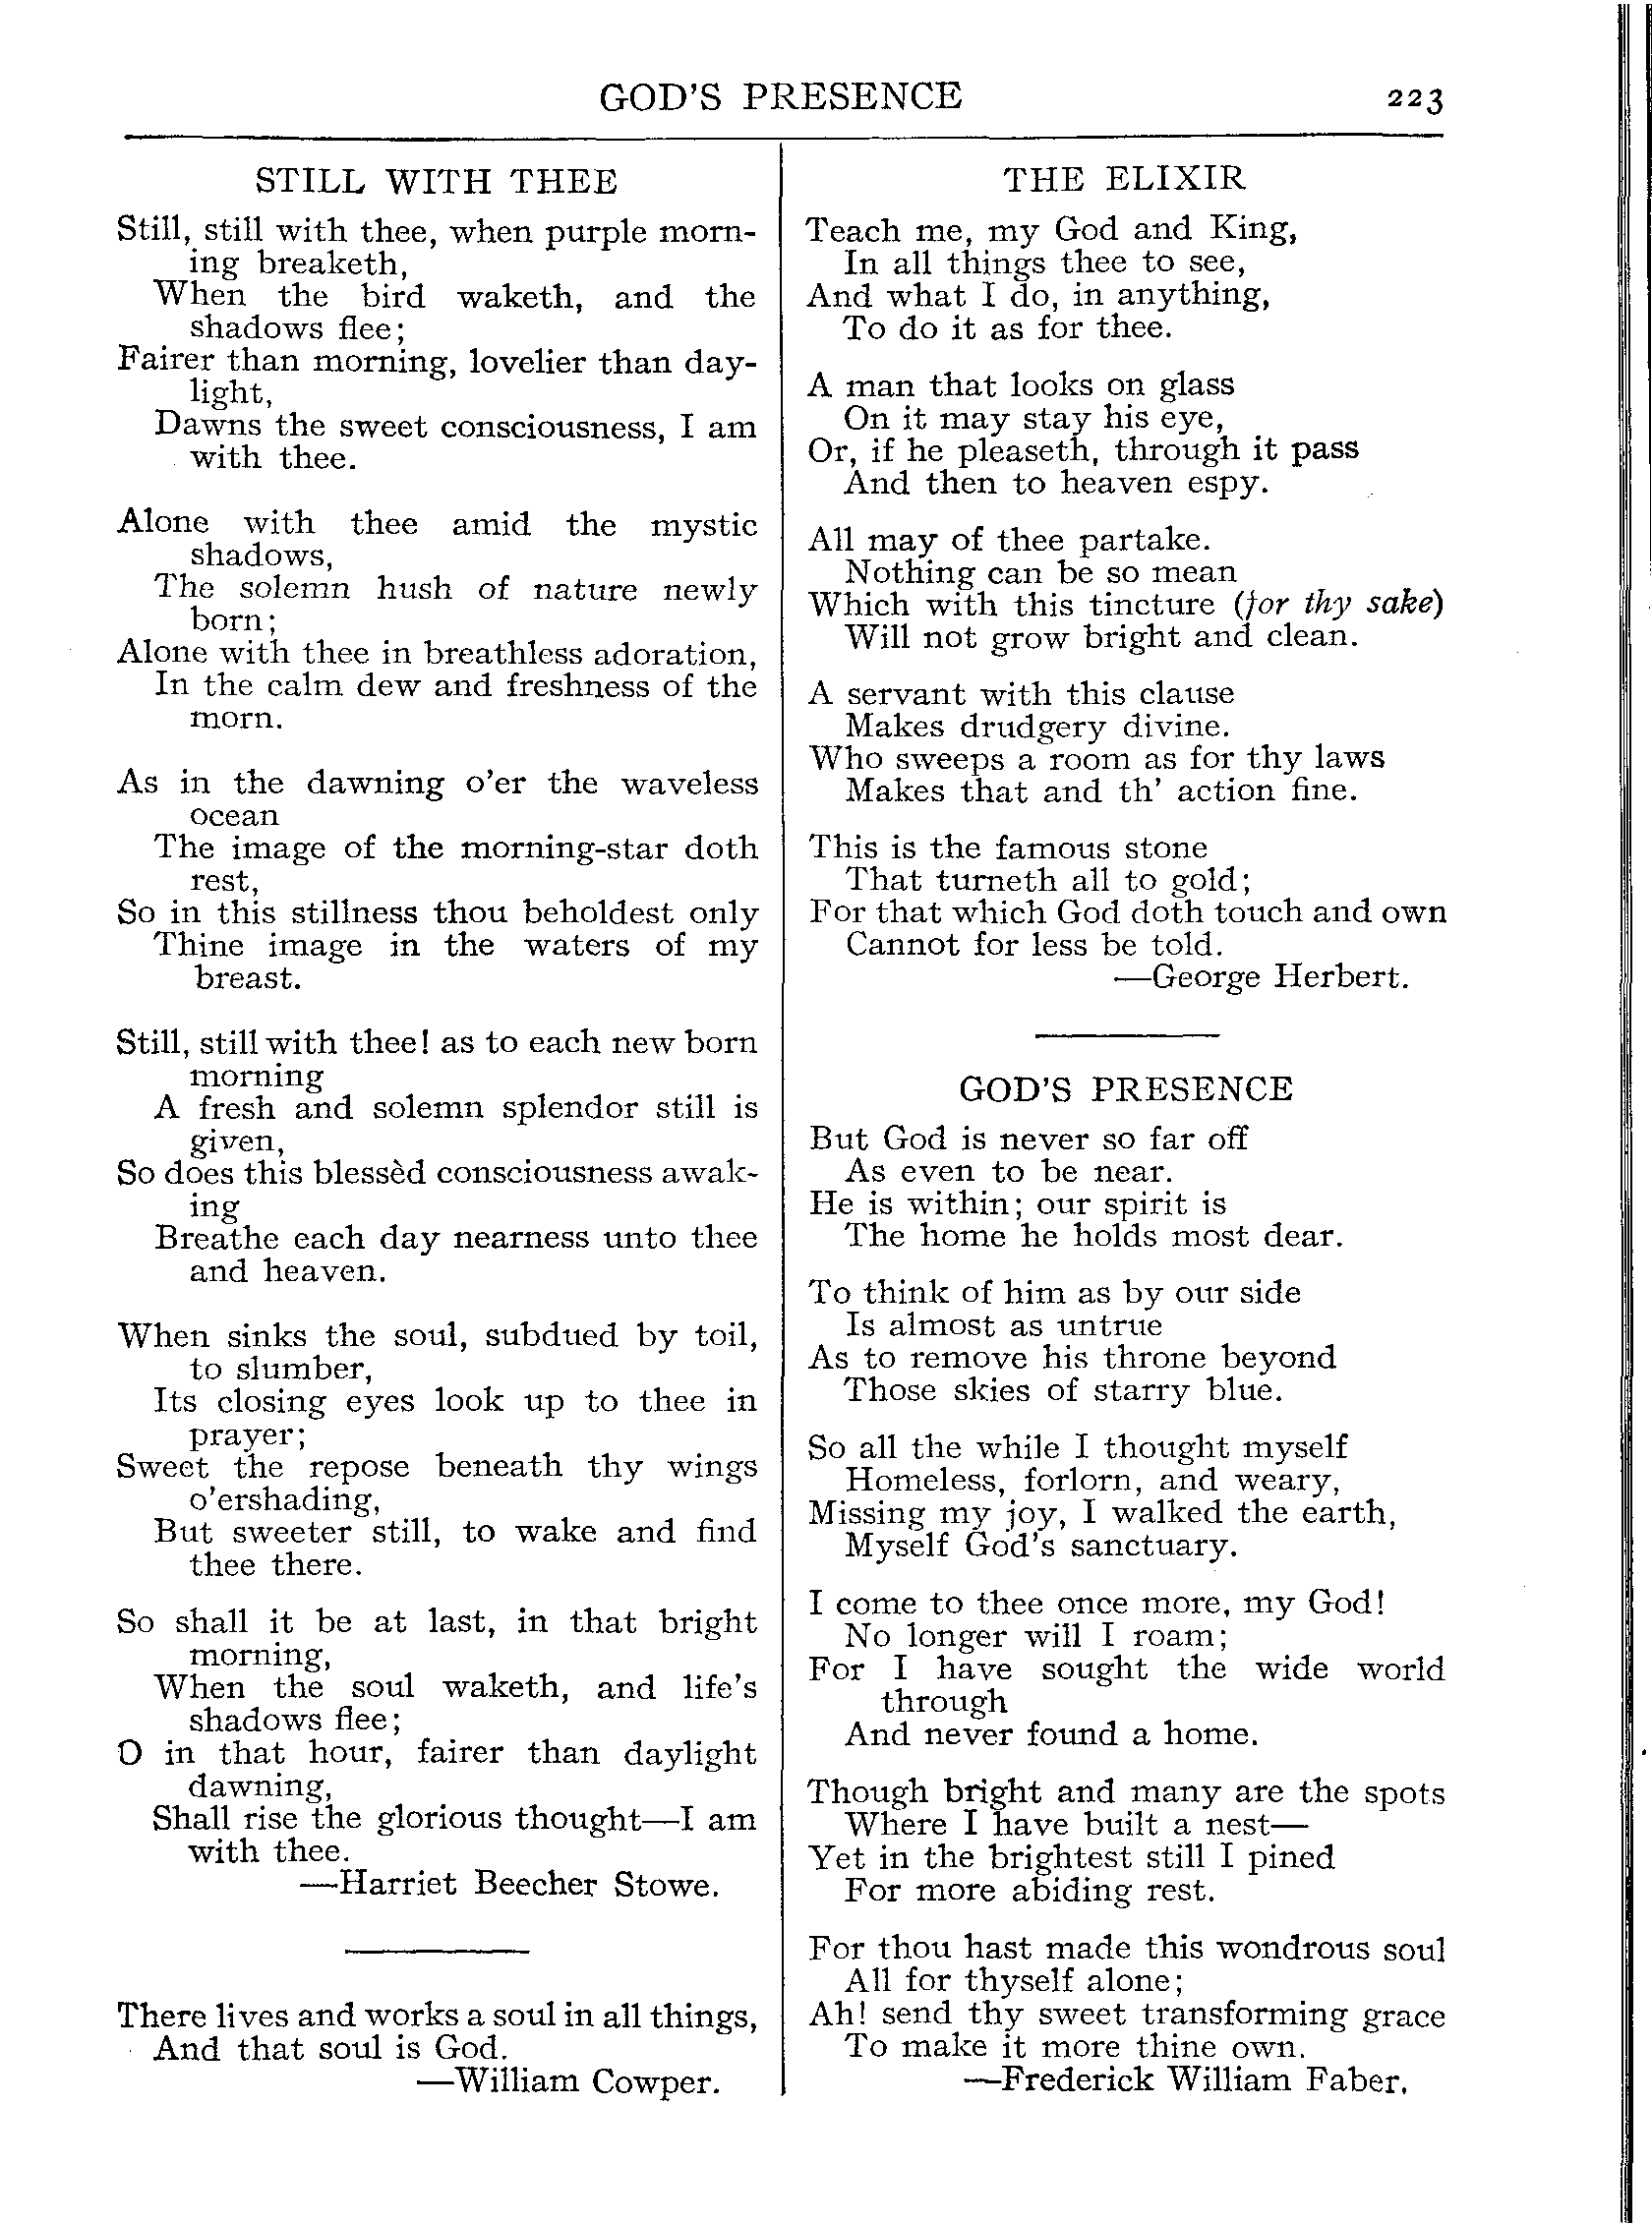 GOD'S PRESENCE 223
STILL WITH THEE
Still, still with thee, when purple morn-
ing breaketh,
When the bird waketh, and the
shadows flee;
Fairer than morning, lovelier than day-
light,
Dawns the sweet consciousness, I am
with thee.
Alone with thee amid the mystic
shadows,
The solemn hush of nature newly
born;
Alone with thee in breathless adoration,
In the calm dew and freshness of the
morn.
As in the dawning o'er the waveless
ocean
The image of the morning-star doth
rest,
So in this stillness thou beholdest only
Thine image in the waters of my
breast.
Still, still with thee! as to each new born
morning
A fresh and solemn splendor still is
given,
So does this blessèd consciousness awak-
ing
Breathe each day nearness unto thee
and heaven.
When sinks the soul, subdued by toil,
to slumber,
Its closing eyes look up to thee in
prayer;
Sweet the repose beneath thy wings
o'ershading,
But sweeter still, to wake and find
thee there.
So shall it be at last, in that bright
morning,
When the soul waketh, and life's
shadows flee;
O in that hour, fairer than daylight
dawning,
Shall rise the glorious thought—I am
with thee.
—Harriet Beecher Stowe.
There lives and works a soul in all things,
And that soul is God.
—William Cowper.
THE ELIXIR
Teach me, my God and King,
In all things thee to see,
And what I do, in anything,
To do it as for thee.
A man that looks on glass
On it may stay his eye,
Or, if he pleaseth, through it pass
And then to heaven espy.
All may of thee partake.
Nothing can be so mean
Which with this tincture (for thy sake)
Will not grow bright and clean.
A servant with this clause
Makes drudgery divine.
Who sweeps a room as for thy laws
Makes that and th' action fine.
This is the famous stone
That turneth all to gold;
For that which God doth touch and own
Cannot for less be told.
—George Herbert.
GOD'S PRESENCE
But God is never so far off
As even to be near.
He is within; our spirit is
The home he holds most dear.
To think of him as by our side
Is almost as untrue
As to remove his throne beyond
Those skies of starry blue.
So all the while I thought myself
Homeless, forlorn, and weary,
Missing my joy, I walked the earth,
Myself God's sanctuary.
I come to thee once more, my God!
No longer will I roam;
For I have sought the wide world
through
And never found a home.
Though bright and many are the spots
Where I have built a nest—
Yet in the brightest still I pined
For more abiding rest.
For thou hast made this wondrous soul
All for thyself alone;
Ah! send thy sweet transforming grace
To make it more thine own.
—Frederick William Faber.